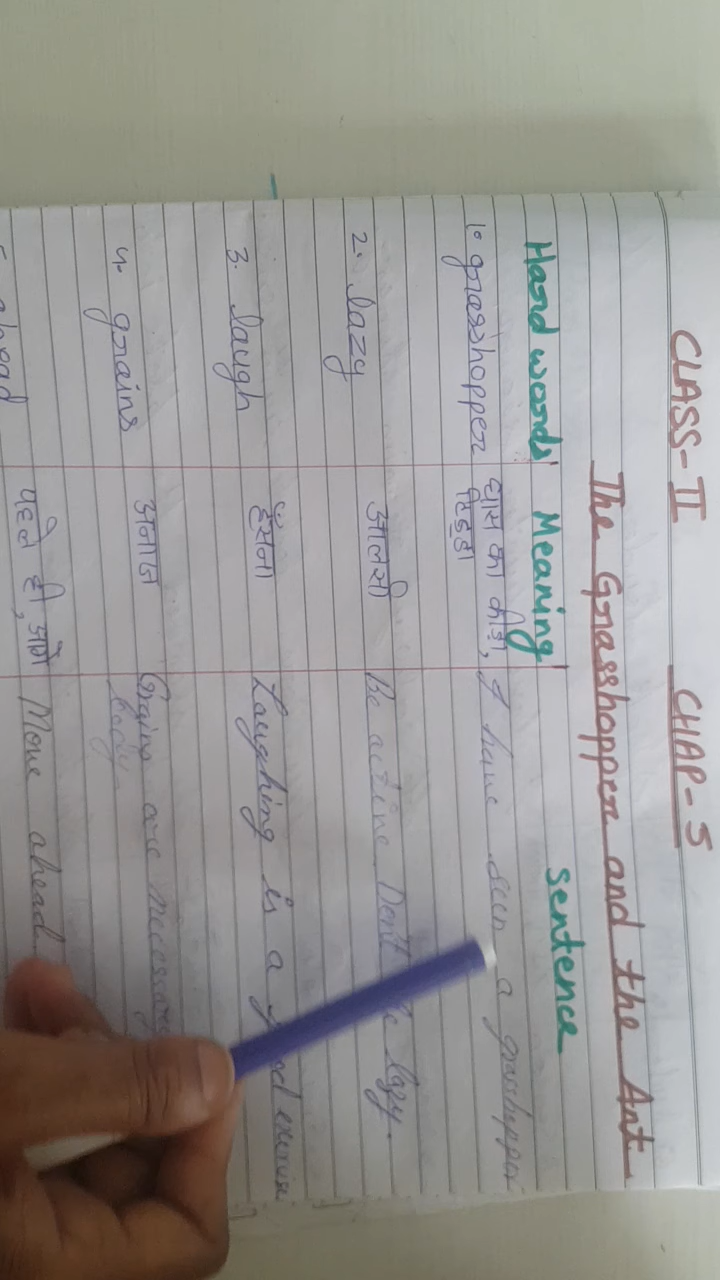 CLASS-II CHAP-5
The Grasshopper and the Ant
Hard words Meaning sentence
1. grasshopper घास का कीड़ा, I have seen a grasshopper
टिड्डा
2. lazy आलसी Be active. Don't be lazy.
3. laugh हँसना Laughing is a good exercise
4. grains अनाज Grains are necessary
ahead पहले ही, आगे Move ahead